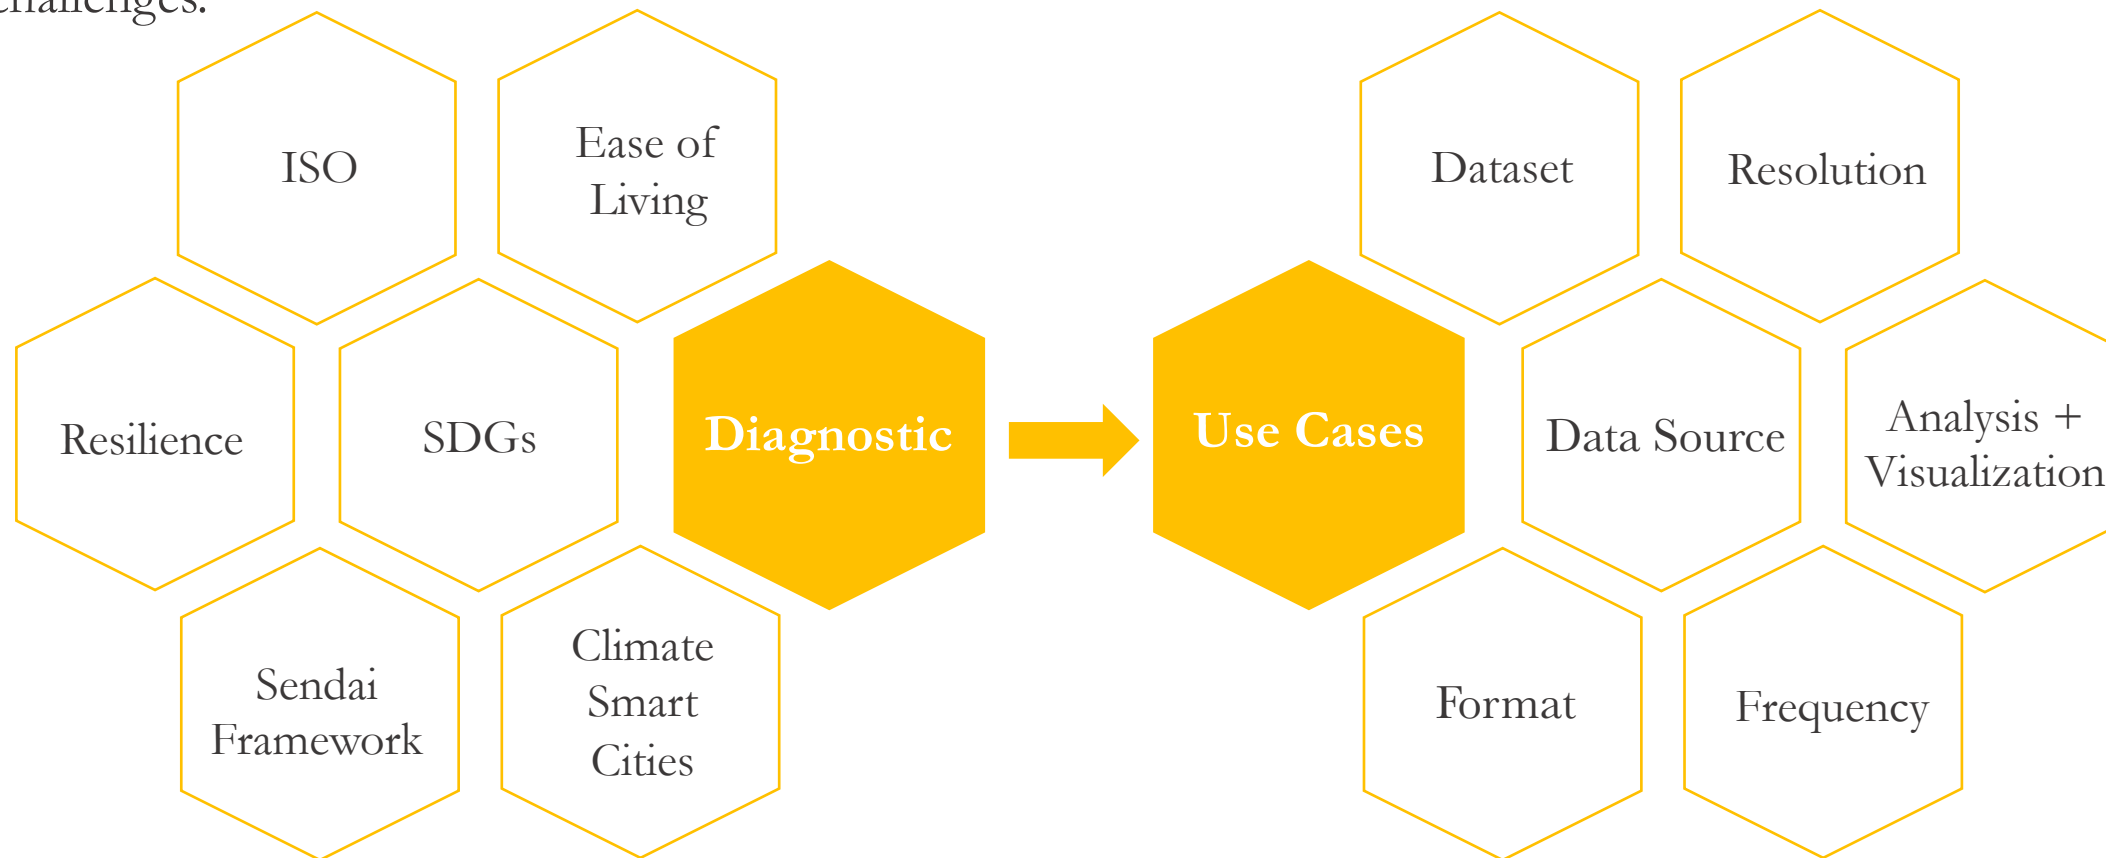 challenges.
ISO
Ease of
Living
Resilience
SDGs
Diagnostic
Sendai
Framework
Climate
Smart
Cities
Dataset
Resolution
Use Cases
Data Source
Analysis +
Visualization
Format
Frequency